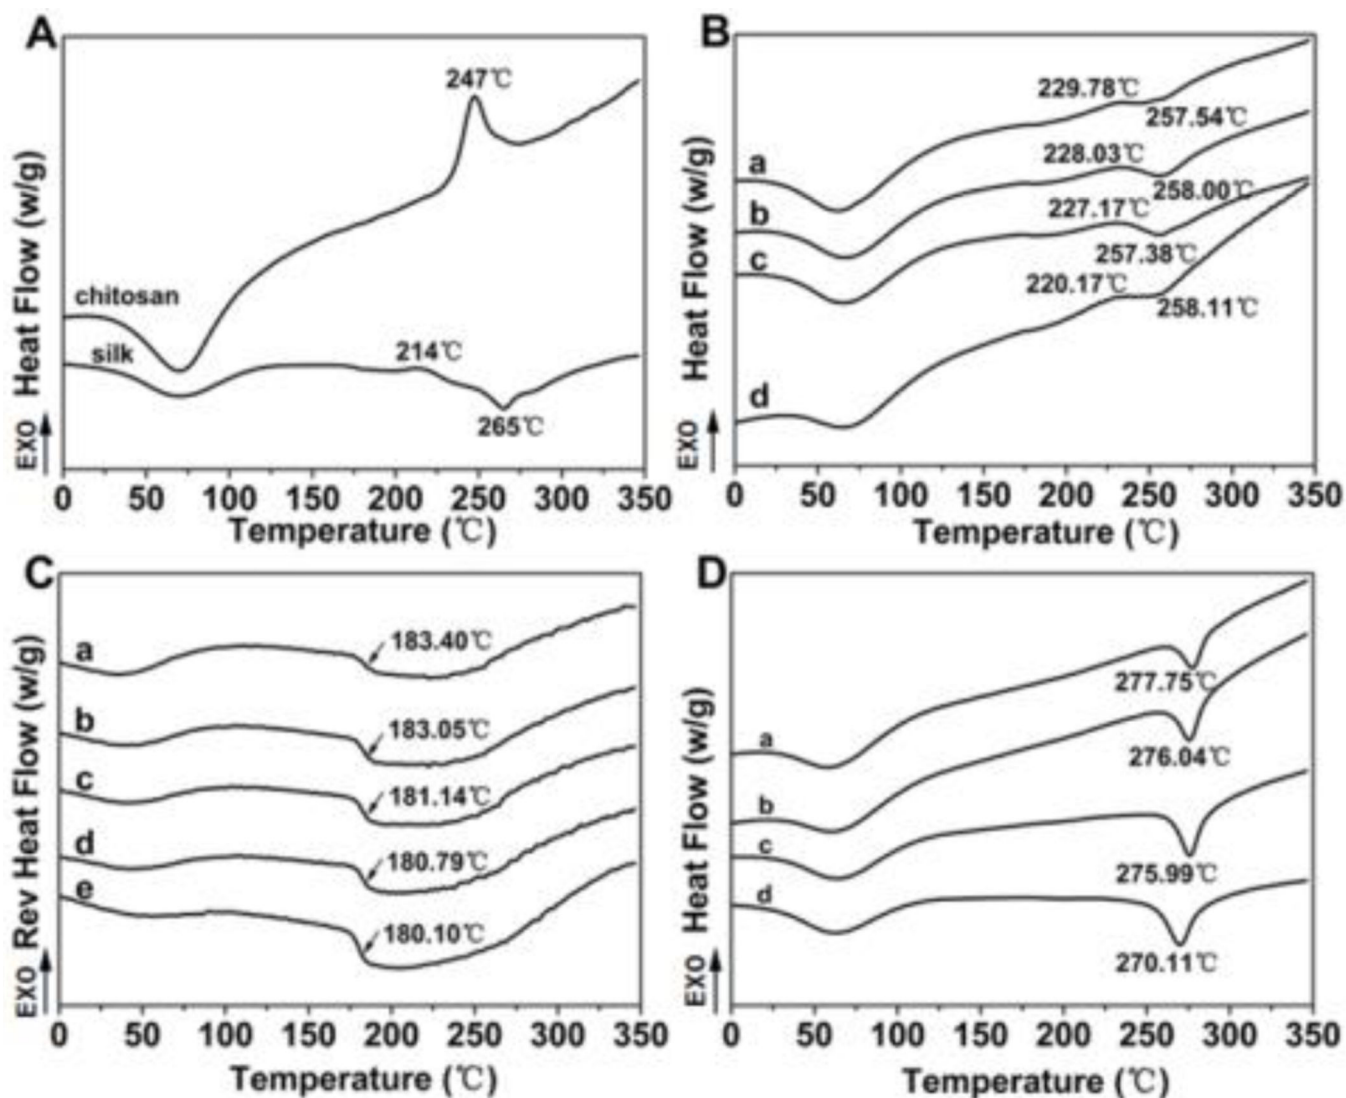 A
247℃
chitosan
silk
214℃
265℃
EXO
Heat Flow (w/g)
0 50 100 150 200 250 300 350
Temperature (℃)
B
229.78℃
257.54℃
a
228.03℃
258.00℃
b
227.17℃
c
257.38℃
220.17℃
258.11℃
d
EXO
Heat Flow (w/g)
0 50 100 150 200 250 300 350
Temperature (℃)
C
a
183.40℃
b
183.05℃
c
181.14℃
d
180.79℃
e
180.10℃
EXO
Rev Heat Flow (w/g)
0 50 100 150 200 250 300 350
Temperature (℃)
D
277.75℃
a
276.04℃
b
c
275.99℃
d
270.11℃
EXO
Heat Flow (w/g)
0 50 100 150 200 250 300 350
Temperature (℃)